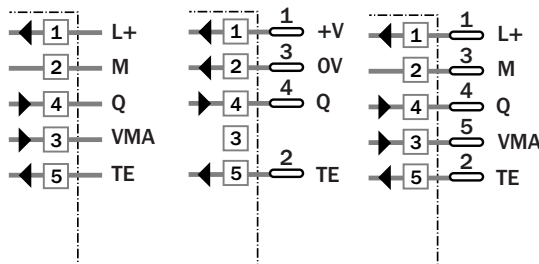 1 L+
2 M
4 Q
3 VMA
5 TE
1 1 +V
2 3 0V
4 4 Q
3
5 2 TE
1 1 L+
2 3 M
4 4 Q
3 5 VMA
5 2 TE